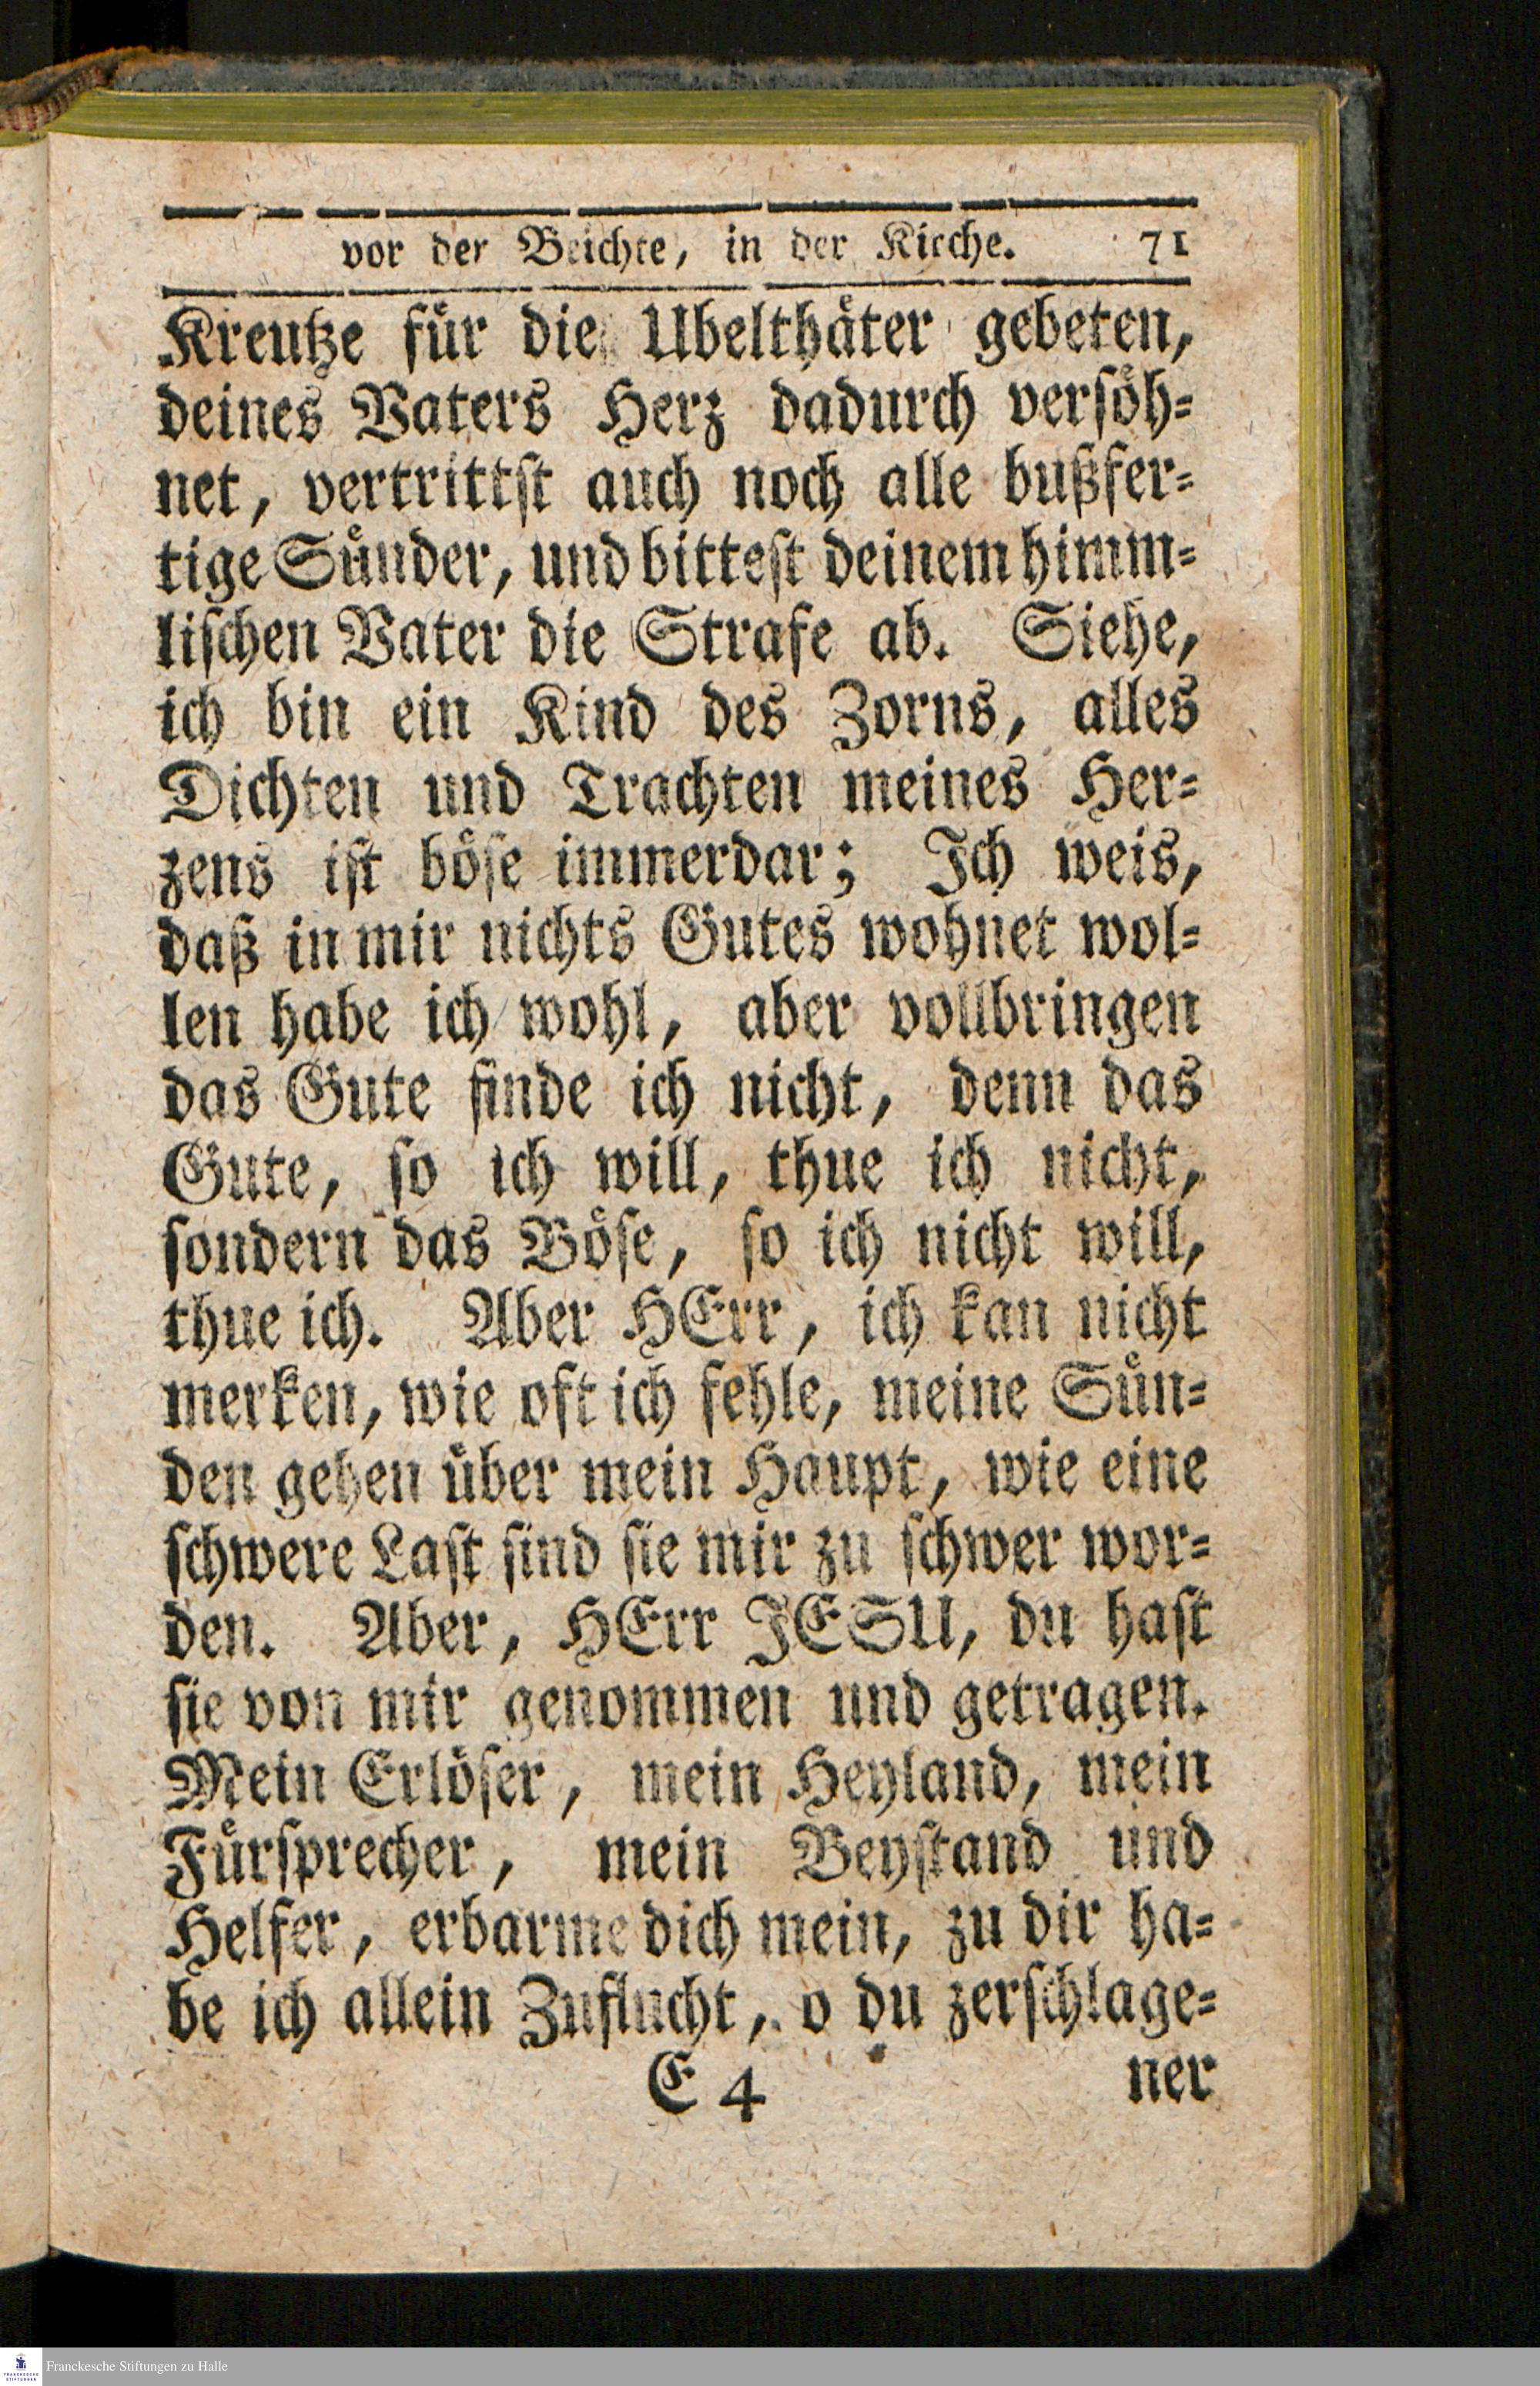 vor der Beichte, in der Kirche. 71
Kreutze für die Ubelthäter gebeten,
deines Vaters Herz dadurch versöh=
net, vertrittst auch noch alle bußfer=
tige Sünder, und bittest deinem himm=
lischen Vater die Strafe ab. Siehe,
ich bin ein Kind des Zorns, alles
Dichten und Trachten meines Her=
zens ist böse immerdar; Ich weis,
daß in mir nichts Gutes wohnet wol=
len habe ich wohl, aber vollbringen
das Gute finde ich nicht, denn das
Gute, so ich will, thue ich nicht,
sondern das Böse, so ich nicht will,
thue ich. Aber HErr, ich kan nicht
merken, wie oft ich fehle, meine Sün=
den gehen über mein Haupt, wie eine
schwere Last sind sie mir zu schwer wor=
den. Aber, HErr JESU, du hast
sie von mir genommen und getragen.
Mein Erlöser, mein Heyland, mein
Fürsprecher, mein Beystand und
Helfer, erbarme dich mein, zu dir ha=
be ich allein Zuflucht, o du zerschlage=
E 4 ner
Franckesche Stiftungen zu Halle